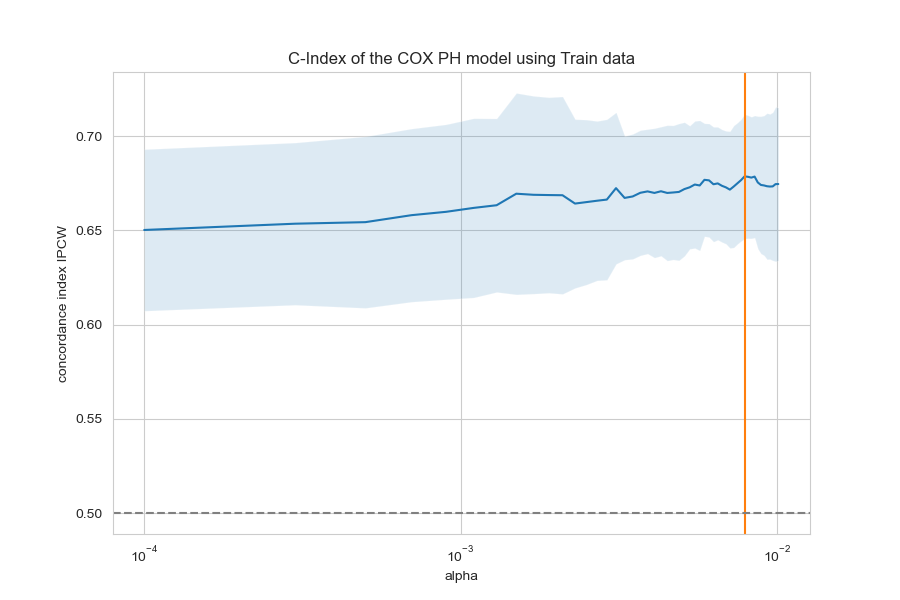 C-Index of the COX PH model using Train data
concordance index IPCW
0.70
0.65
0.60
0.55
0.50
10⁻⁴
10⁻³
10⁻²
alpha